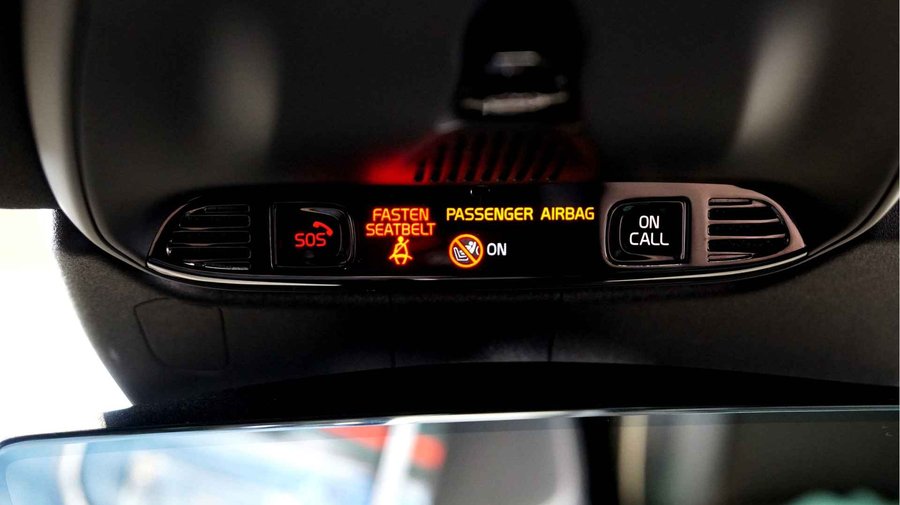 SOS
FASTEN
SEATBELT
PASSENGER AIRBAG
ON
ON
CALL